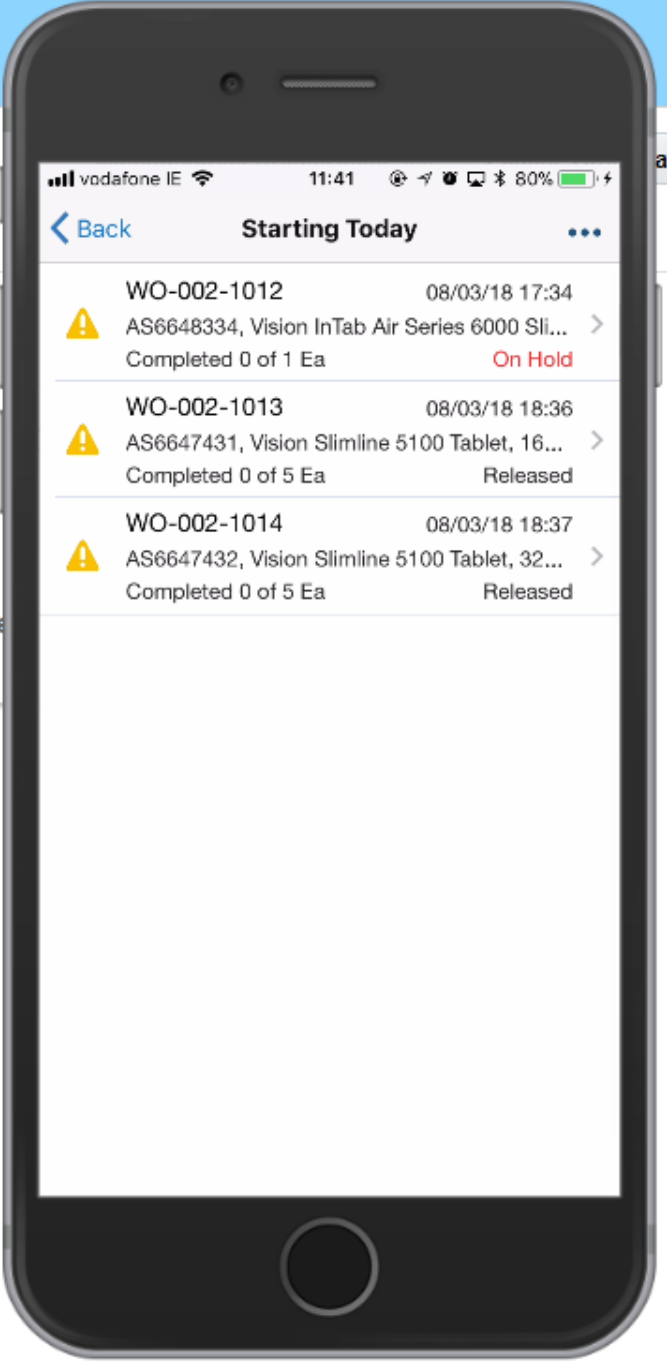 vodafone IE 11:41 80%
Back Starting Today
WO-002-1012 08/03/18 17:34
AS6648334, Vision InTab Air Series 6000 Sli...
Completed 0 of 1 Ea On Hold
WO-002-1013 08/03/18 18:36
AS6647431, Vision Slimline 5100 Tablet, 16...
Completed 0 of 5 Ea Released
WO-002-1014 08/03/18 18:37
AS6647432, Vision Slimline 5100 Tablet, 32...
Completed 0 of 5 Ea Released